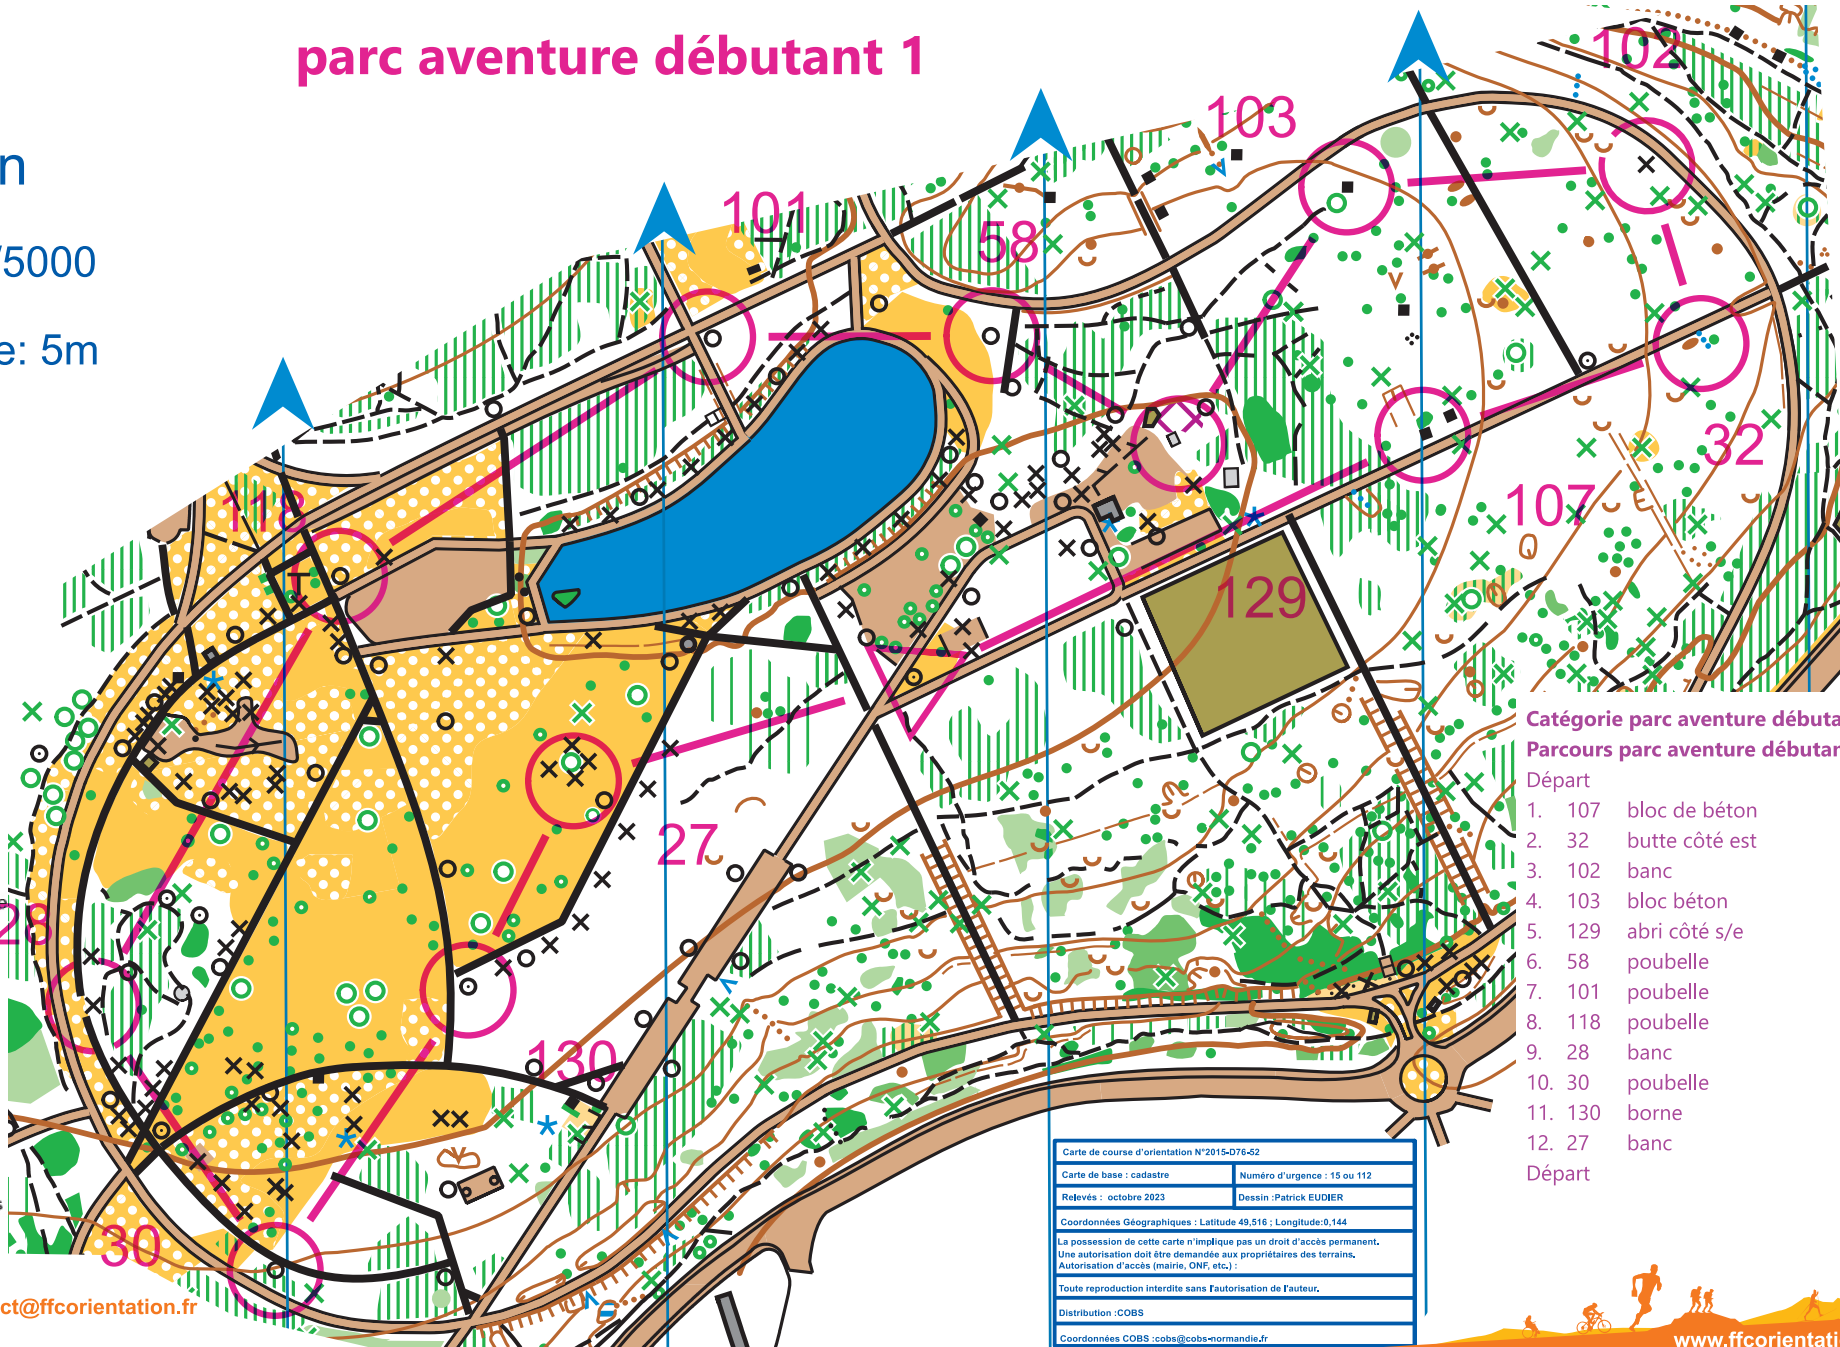 parc aventure débutant 1
n
/5000
e: 5m
102
103
101
58
118
32
107
129
27
28
130
30
Catégorie parc aventure débuta
Parcours parc aventure débutan
Départ
1. 107 bloc de béton
2. 32 butte côté est
3. 102 banc
4. 103 bloc béton
5. 129 abri côté s/e
6. 58 poubelle
7. 101 poubelle
8. 118 poubelle
9. 28 banc
10. 30 poubelle
11. 130 borne
12. 27 banc
Départ
Carte de course d'orientation N°2015-D76-52
Carte de base : cadastre
Numéro d'urgence : 15 ou 112
Relevés : octobre 2023
Dessin :Patrick EUDIER
Coordonnées Géographiques : Latitude 49,516 ; Longitude:0,144
La possession de cette carte n'implique pas un droit d'accès permanent.
Une autorisation doit être demandée aux propriétaires des terrains.
Autorisation d'accès (mairie, ONF, etc.) :
Toute reproduction interdite sans l'autorisation de l'auteur.
Distribution :COBS
Coordonnées COBS :cobs@cobs-normandie.fr
ct@ffcorientation.fr
www.ffcorientati